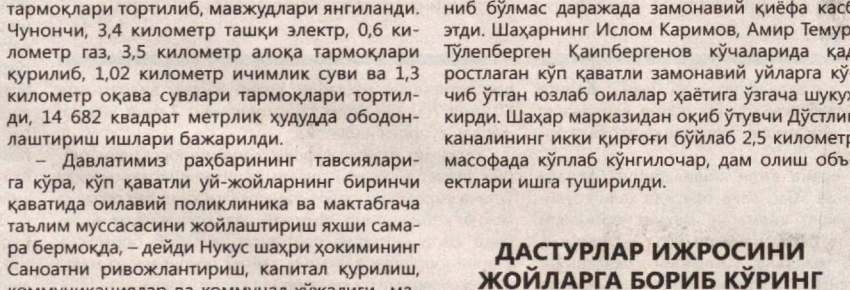 тармоқлари тортилиб, мавжудлари янгиланди.
Чунончи, 3,4 километр ташқи электр, 0,6 ки-
лометр газ, 3,5 километр алоқа тармоқлари
қурилиб, 1,02 километр ичимлик суви ва 1,3
километр оқава сувлари тармоқлари тортил-
ди, 14 682 квадрат метрлик ҳудудда ободон-
лаштириш ишлари бажарилди.
– Давлатимиз раҳбарининг тавсиялари-
га кўра, кўп қаватли уй-жойларнинг биринчи
қаватида оилавий поликлиника ва мактабгача
таълим муссасасини жойлаштириш яхши сама-
ра бермоқда, – дейди Нукус шаҳри ҳокимининг
Саноатни ривожлантириш, капитал қурилиш,
коммуникациялар ва коммунал хўжалиги
ниб бўлмас даражада замонавий қиёфа касб
этди. Шаҳарнинг Ислом Каримов, Амир Темур,
Тўлепберген Қаипбергенов кўчаларида қад
ростлаган кўп қаватли замонавий уйларга кў-
чиб ўтган юзлаб оилалар ҳаётига ўзгача шукуҳ
кирди. Шаҳар марказидан оқиб ўтувчи Дўстлик
каналининг икки қирғоғи бўйлаб 2,5 километр
масофада кўплаб кўнгилочар, дам олиш объ-
ектлари ишга туширилди.
ДАСТУРЛАР ИЖРОСИНИ
ЖОЙЛАРГА БОРИБ КЎРИНГ